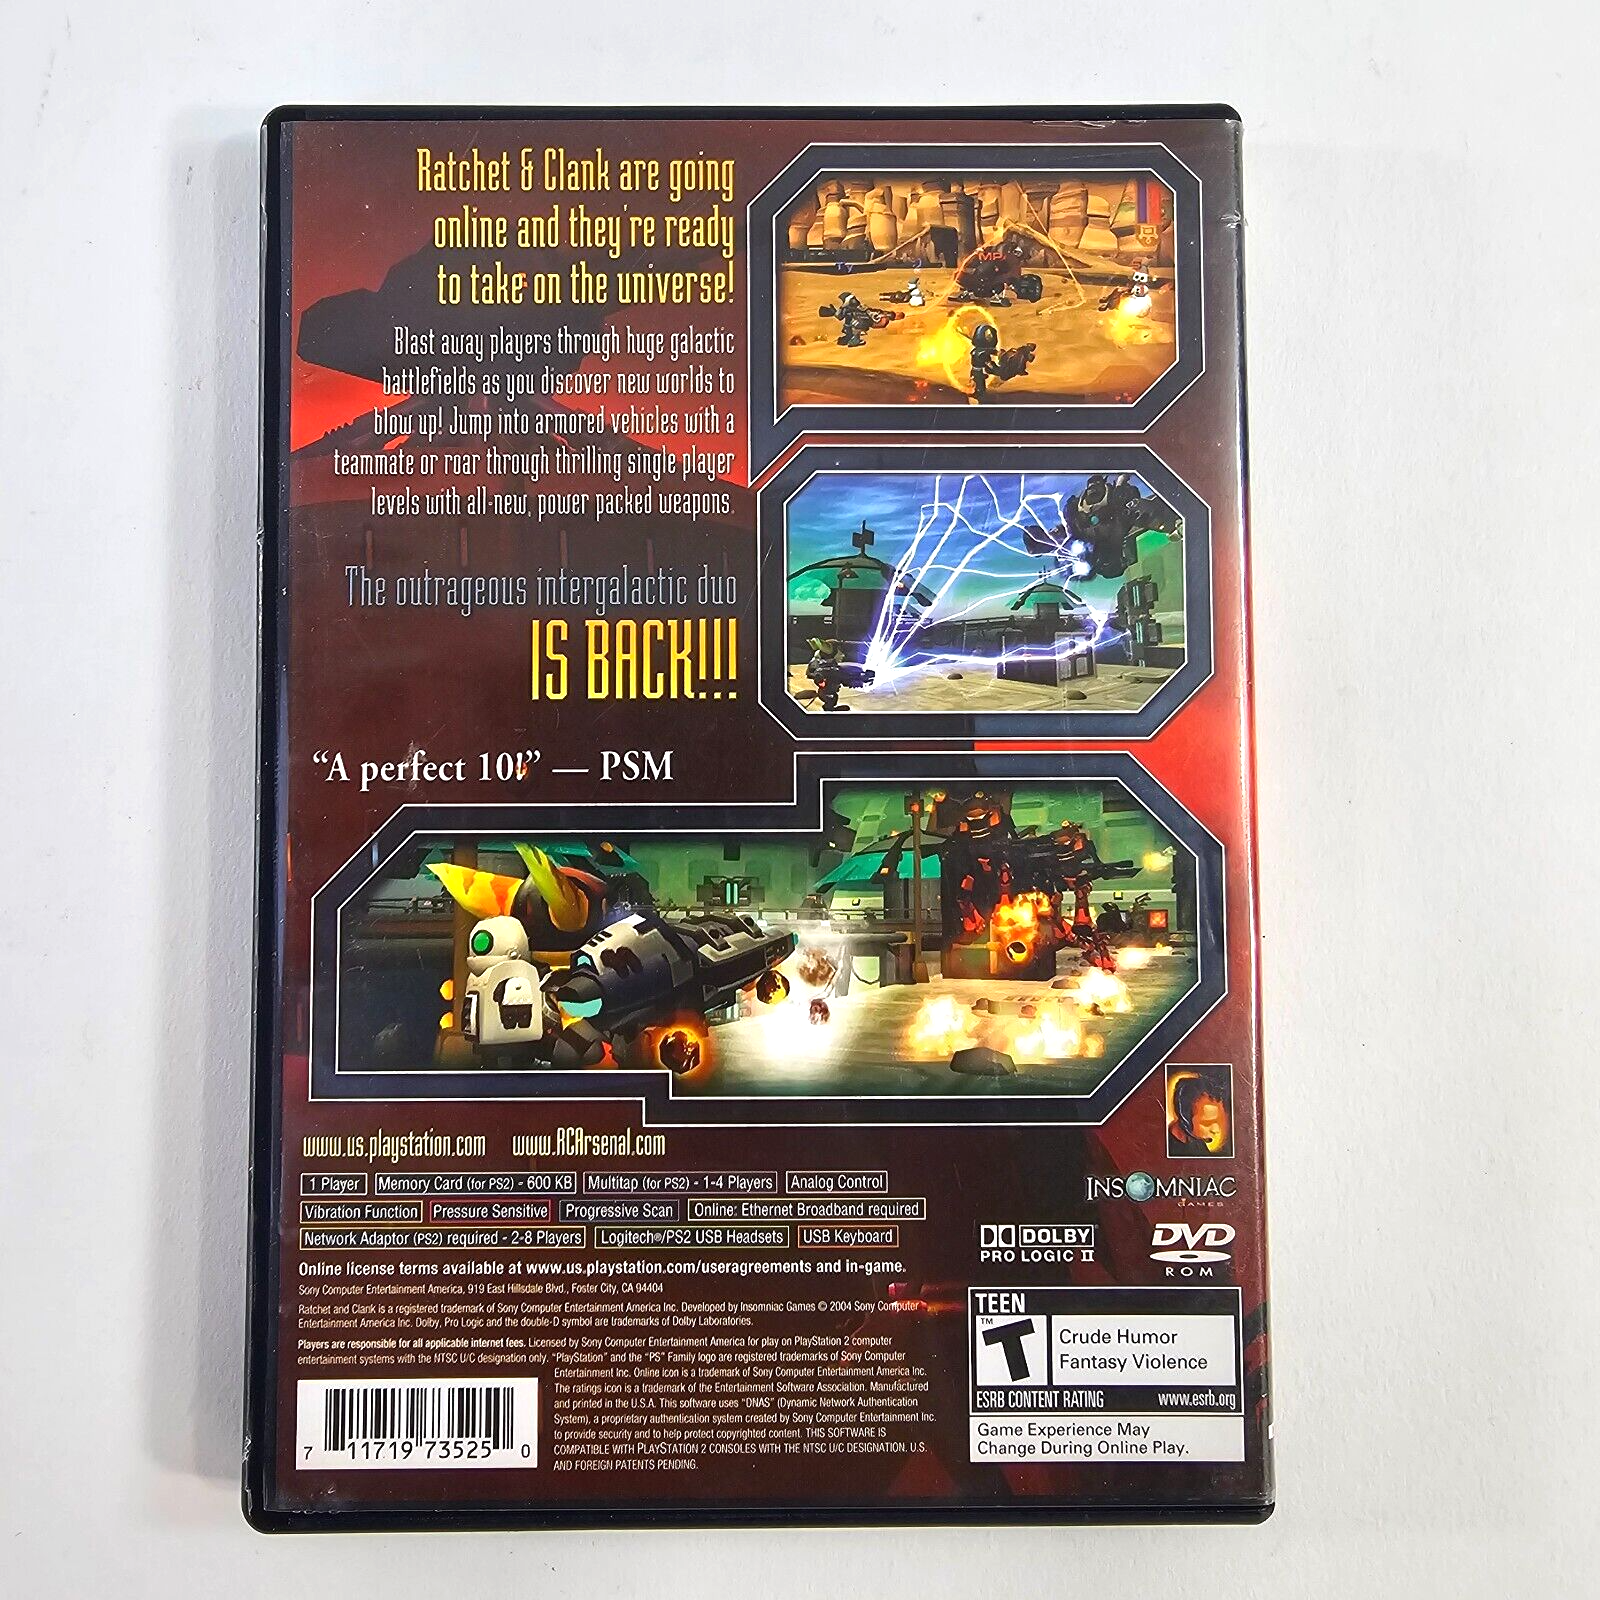 Ratchet & Clank are going
online and they're ready
to take on the universe!
Blast away players through huge galactic
battlefields as you discover new worlds to
blow up! Jump into armored vehicles with a
teammate or roar through thrilling single player
levels with all-new, power packed weapons.
The outrageous intergalactic duo
IS BACK!!!
“A perfect 10!” — PSM
www.us.playstation.com www.RCArsenal.com
1 Player Memory Card (for PS2) - 600 KB Multitap (for PS2) - 1-4 Players Analog Control
Vibration Function Pressure Sensitive Progressive Scan Online: Ethernet Broadband required
Network Adaptor (PS2) required - 2-8 Players Logitech®/PS2 USB Headsets USB Keyboard
Online license terms available at www.us.playstation.com/useragreements and in-game.
Sony Computer Entertainment America, 919 East Hillsdale Blvd., Foster City, CA 94404
Ratchet and Clank is a registered trademark of Sony Computer Entertainment America Inc. Developed by Insomniac Games © 2004 Sony Computer
Entertainment America Inc. Dolby, Pro Logic and the double-D symbol are trademarks of Dolby Laboratories.
Players are responsible for all applicable internet fees. Licensed by Sony Computer Entertainment America for play on PlayStation 2 computer
entertainment systems with the NTSC U/C designation only. “PlayStation” and the “PS” Family logo are registered trademarks of Sony Computer
Entertainment Inc. Online icon is a trademark of Sony Computer Entertainment America Inc.
The ratings icon is a trademark of the Entertainment Software Association. Manufactured
and printed in the U.S.A. This software uses “DNAS” (Dynamic Network Authentication
System), a proprietary authentication system created by Sony Computer Entertainment Inc.
to provide security and to help protect copyrighted content. THIS SOFTWARE IS
COMPATIBLE WITH PLAYSTATION 2 CONSOLES WITH THE NTSC U/C DESIGNATION. U.S.
AND FOREIGN PATENTS PENDING.
7 11719 73525 0
INSOMNIAC
GAMES
DOLBY
PRO LOGIC II
DVD
ROM
TEEN
T
TM
Crude Humor
Fantasy Violence
ESRB CONTENT RATING www.esrb.org
Game Experience May
Change During Online Play.
MP
Ty